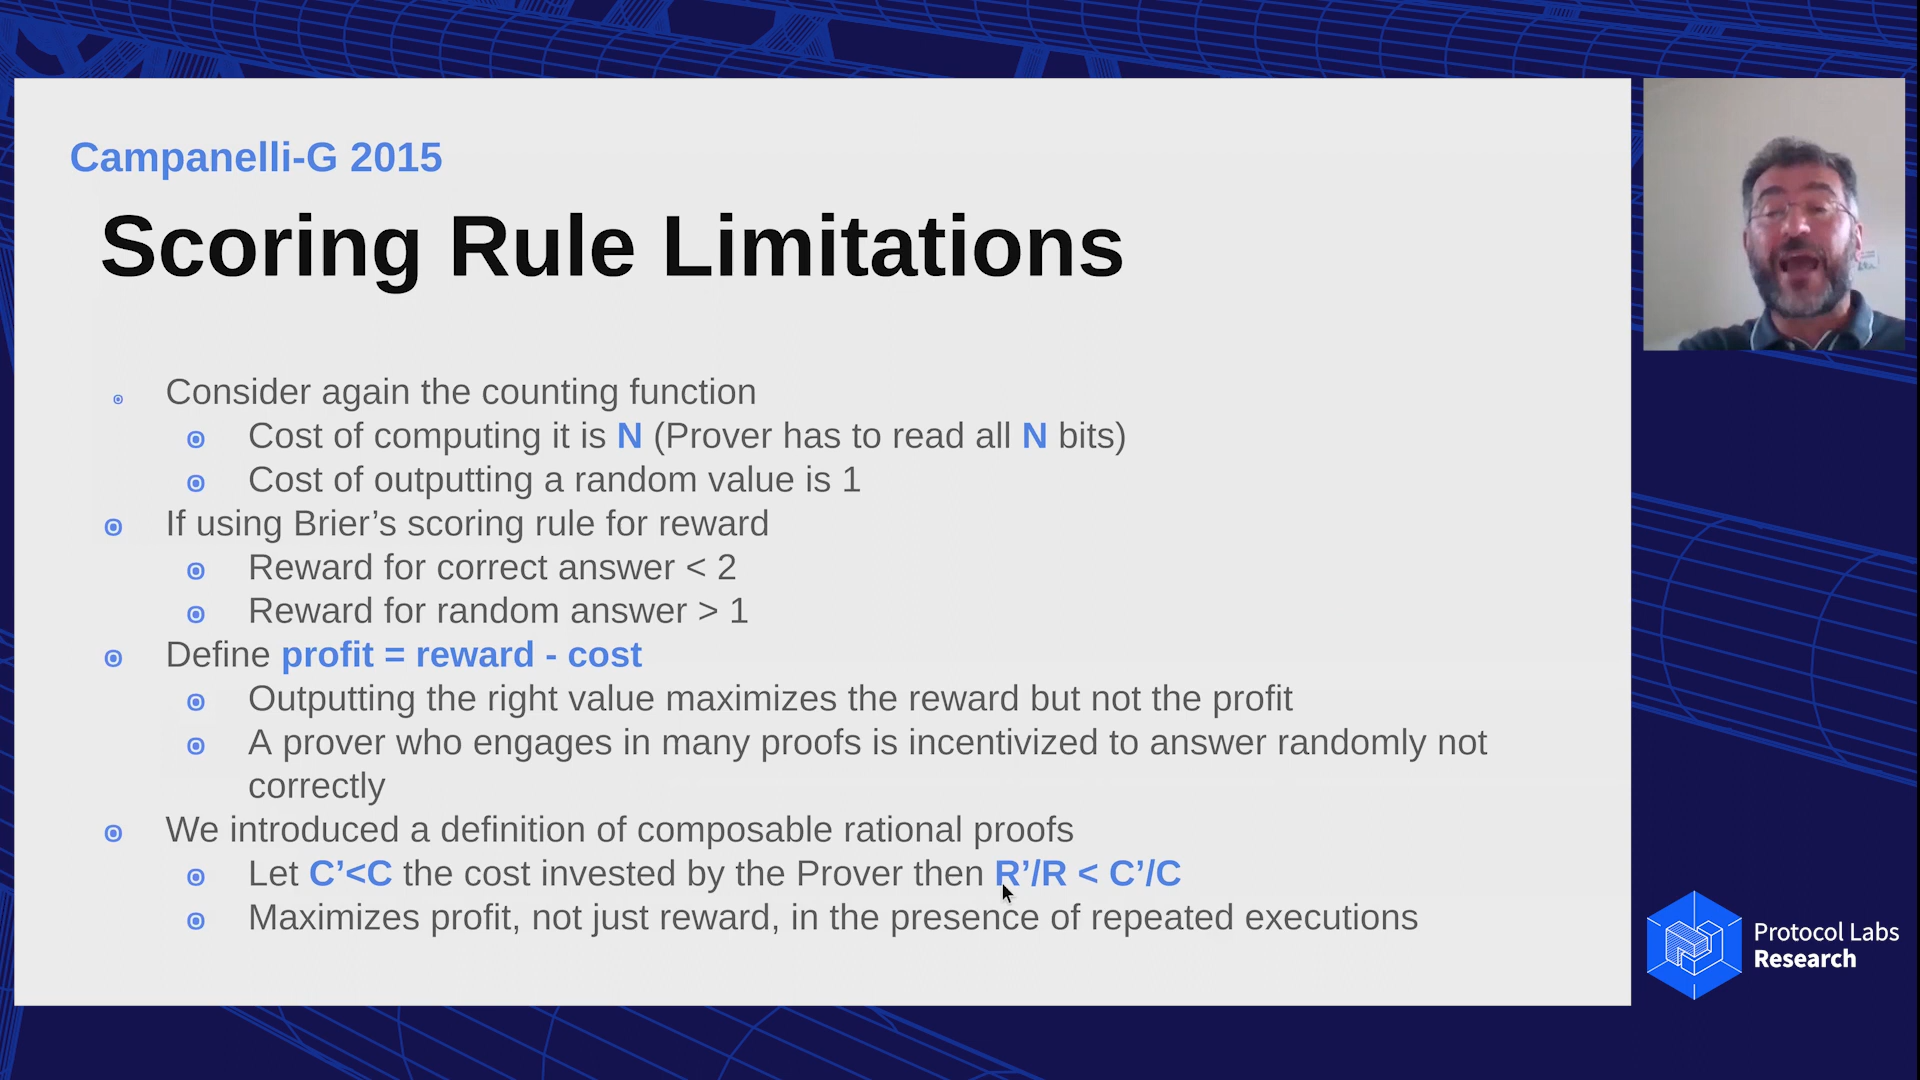 Campanelli-G 2015
Scoring Rule Limitations
Consider again the counting function
Cost of computing it is N (Prover has to read all N bits)
Cost of outputting a random value is 1
If using Brier’s scoring rule for reward
Reward for correct answer < 2
Reward for random answer > 1
Define profit = reward - cost
Outputting the right value maximizes the reward but not the profit
A prover who engages in many proofs is incentivized to answer randomly not
correctly
We introduced a definition of composable rational proofs
Let C’<C the cost invested by the Prover then R’/R < C’/C
Maximizes profit, not just reward, in the presence of repeated executions
Protocol Labs
Research